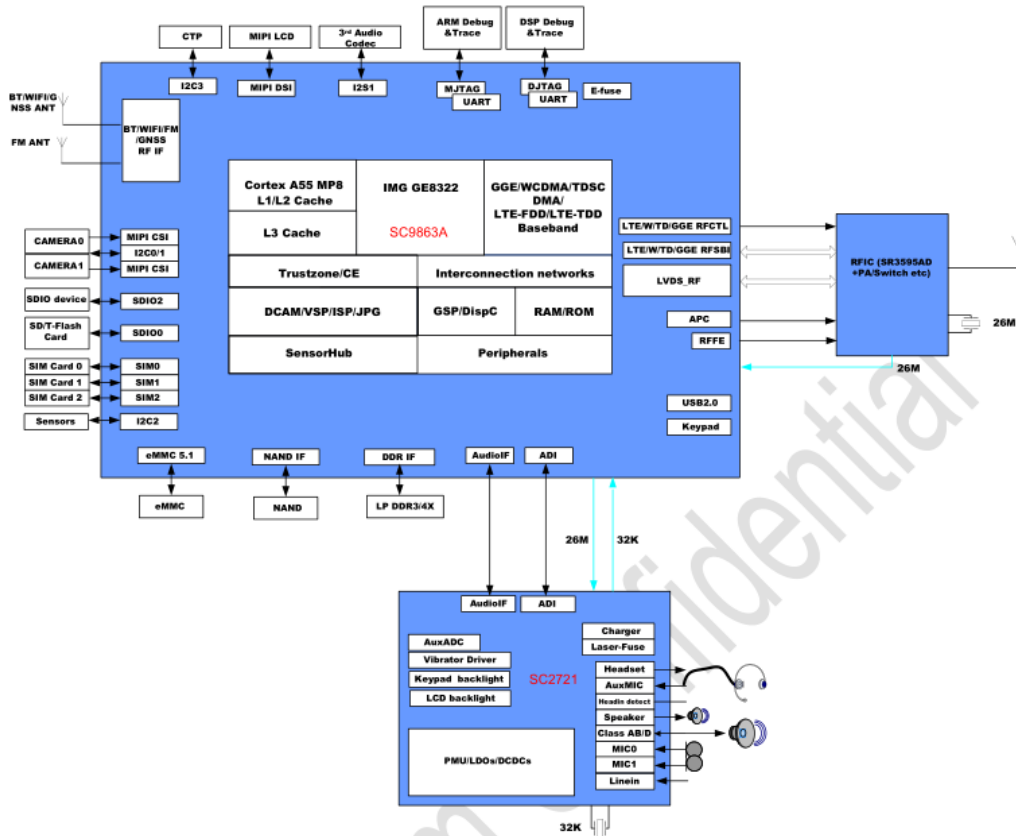 CTP
MIPI LCD
3rd Audio
Codec
ARM Debug
&Trace
DSP Debug
& Trace
I2C3
MIPI DSI
I2S1
MJTAG
UART
DJTAG
UART
E-fuse
BT/WIFI/G
NSS ANT
FM ANT
BT/WIFI/FM
/GNSS
RF IF
Cortex A55 MP8
L1/L2 Cache
L3 Cache
IMG GE8322
SC9863A
GGE/WCDMA/TDSC
DMA/
LTE-FDD/LTE-TDD
Baseband
Trustzone/CE
Interconnection networks
DCAM/VSP/ISP/JPG
GSP/DispC
RAM/ROM
SensorHub
Peripherals
CAMERA0
CAMERA1
MIPI CSI
I2C0/1
MIPI CSI
SDIO device
SDIO2
SD/T-Flash
Card
SDIO0
SIM Card 0
SIM0
SIM Card 1
SIM1
SIM Card 2
SIM2
Sensors
I2C2
LTE/W/TD/GGE RFCTL
LTE/W/TD/GGE RFSBI
LVDS_RF
APC
RFFE
USB2.0
Keypad
RFIC (SR3595AD
+PA/Switch etc)
26M
26M
eMMC 5.1
NAND IF
DDR IF
AudioIF
ADI
eMMC
NAND
LP DDR3/4X
26M
32K
AudioIF
ADI
AuxADC
Vibrator Driver
Keypad backlight
LCD backlight
SC2721
PMU/LDOs/DCDCs
Charger
Laser-Fuse
Headset
AuxMIC
Headin detect
Speaker
Class AB/D
MIC0
MIC1
Linein
32K